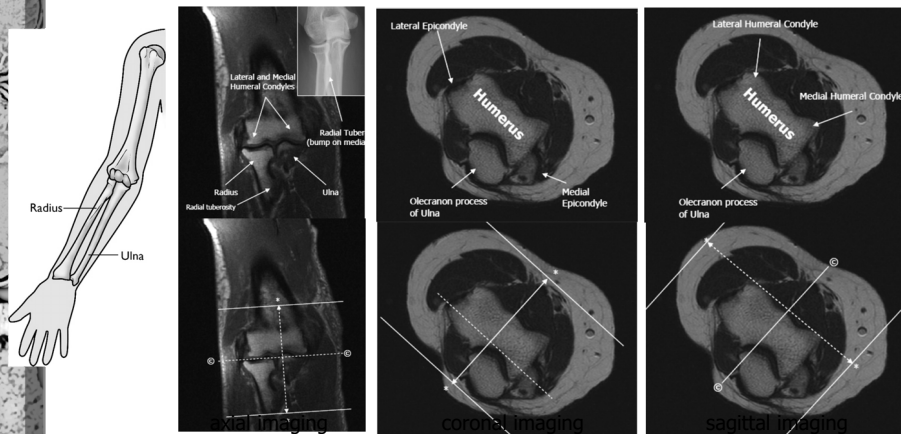 Radius
Ulna
Lateral and Medial
Humeral Condyles
Radial Tuber
(bump on media
Radius
Ulna
Radial tuberosity
Lateral Epicondyle
Humerus
Olecranon process
of Ulna
Medial
Epicondyle
Lateral Humeral Condyle
Medial Humeral Condyle
Humerus
Olecranon process
of Ulna
*
©
©
*
*
*
©
*
©
axial imaging
coronal imaging
sagittal imaging